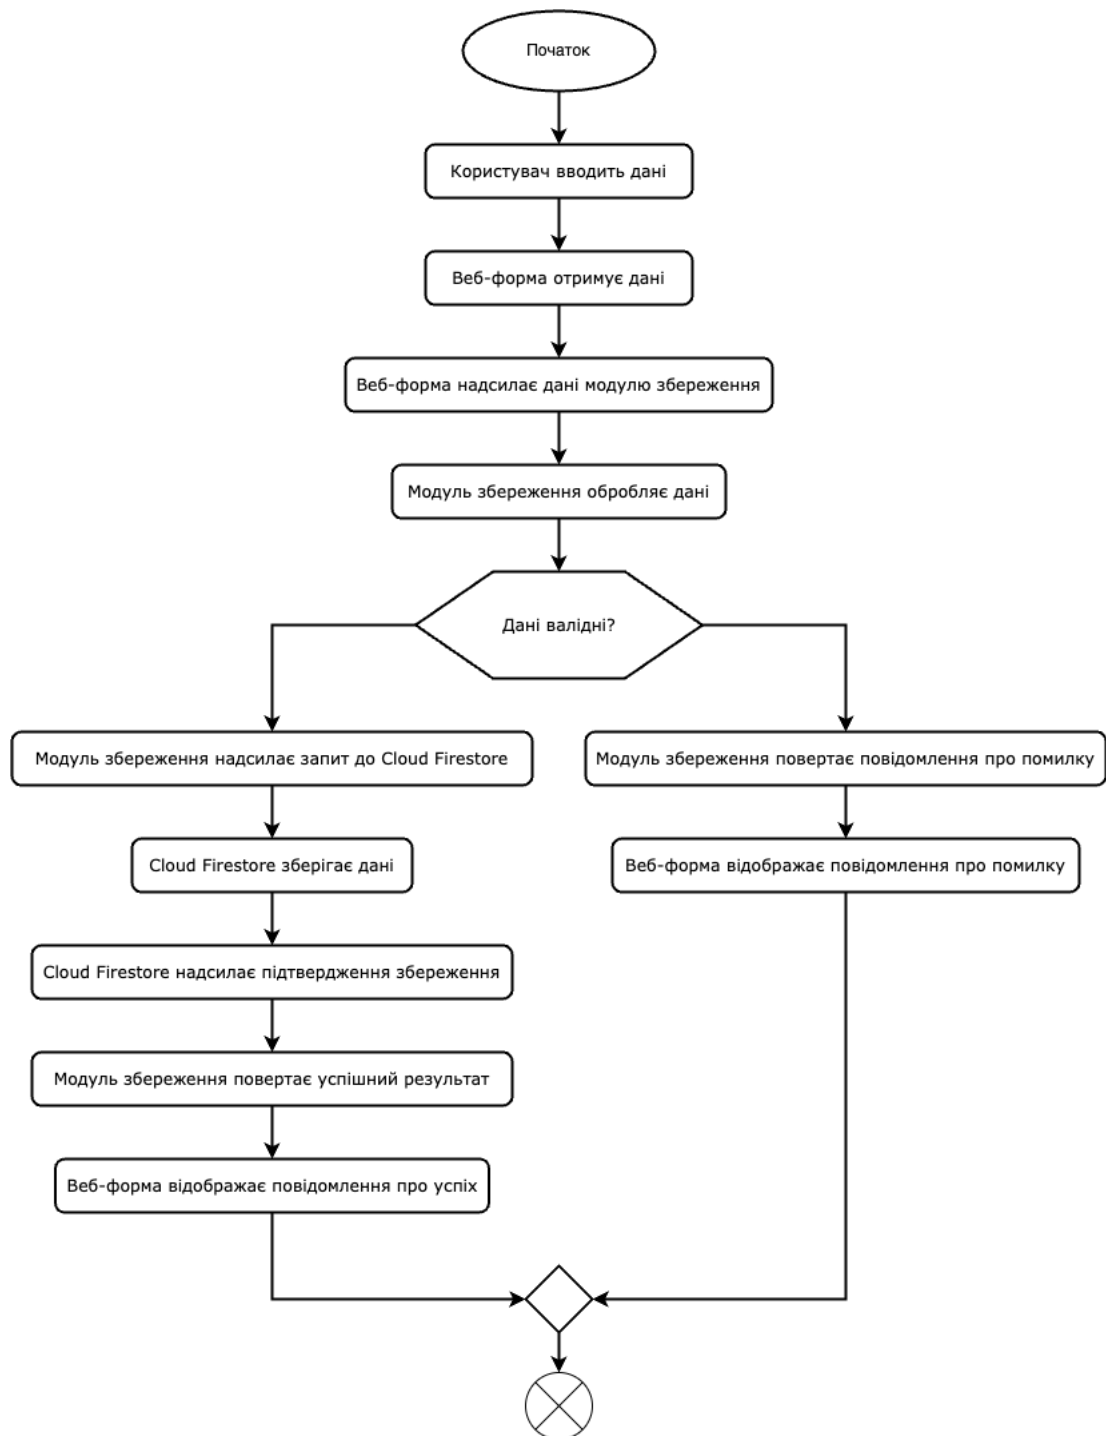 Початок
Користувач вводить дані
Веб-форма отримує дані
Веб-форма надсилає дані модулю збереження
Модуль збереження обробляє дані
Дані валідні?
Модуль збереження надсилає запит до Cloud Firestore
Модуль збереження повертає повідомлення про помилку
Cloud Firestore зберігає дані
Веб-форма відображає повідомлення про помилку
Cloud Firestore надсилає підтвердження збереження
Модуль збереження повертає успішний результат
Веб-форма відображає повідомлення про успіх